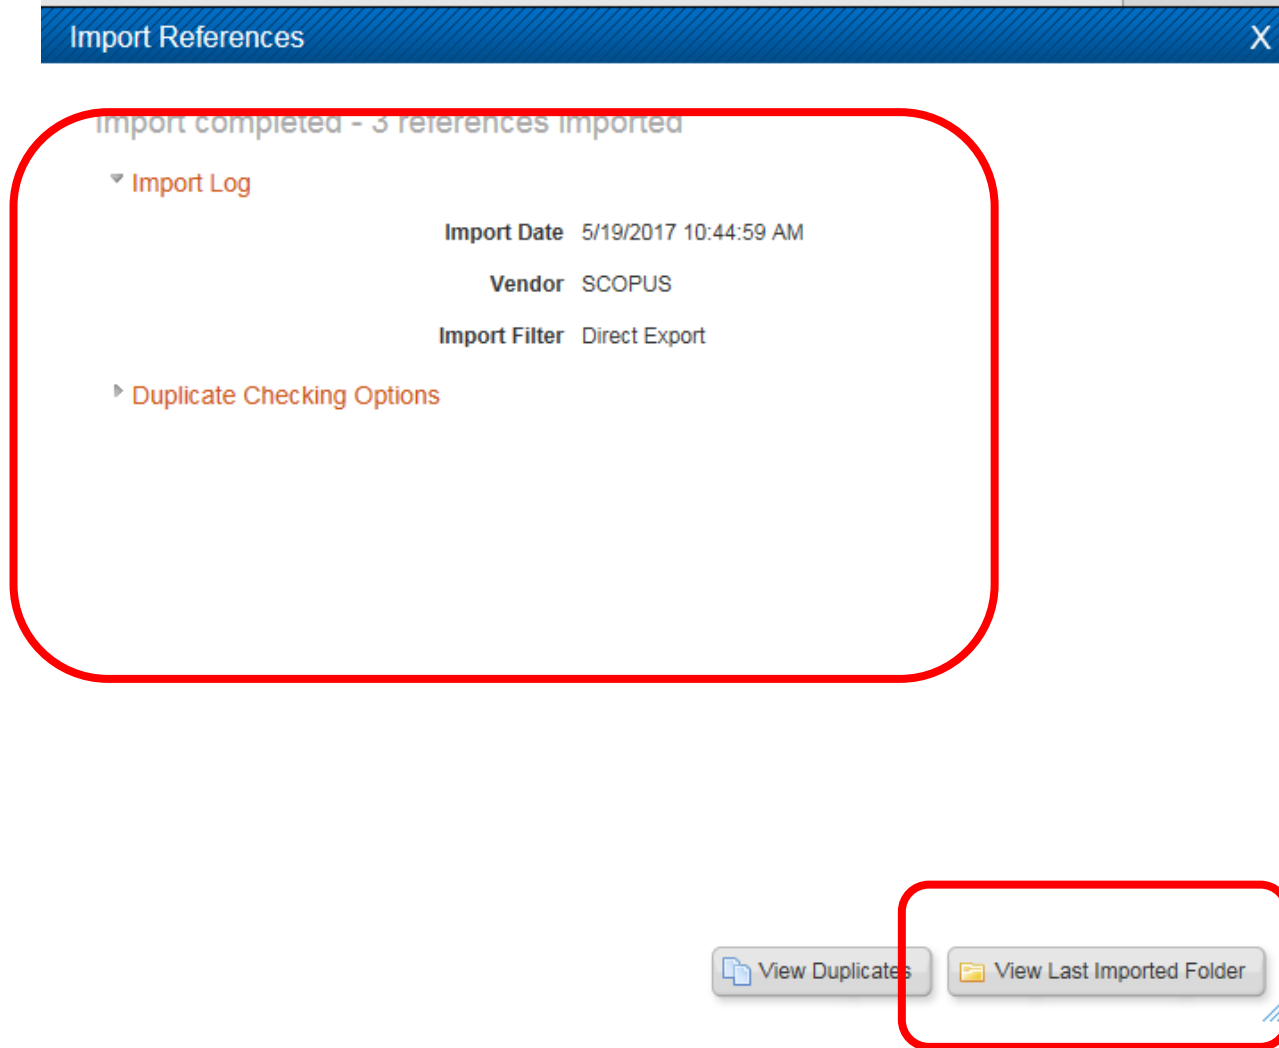 Import References X
Import completed - 3 references imported
Import Log
Import Date 5/19/2017 10:44:59 AM
Vendor SCOPUS
Import Filter Direct Export
Duplicate Checking Options
View Duplicates View Last Imported Folder